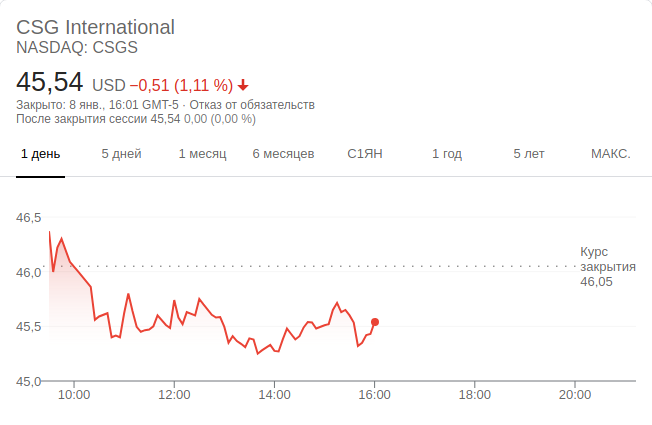 CSG International
NASDAQ: CSGS
45,54 USD −0,51 (1,11 %)
Закрыто: 8 янв., 16:01 GMT-5 · Отказ от обязательств
После закрытия сессии 45,54 0,00 (0,00 %)
1 день 5 дней 1 месяц 6 месяцев С1ЯН 1 год 5 лет МАКС.
46,5
Курс
46,0 закрытия
46,05
45,5
45,0
10:00 12:00 14:00 16:00 18:00 20:00